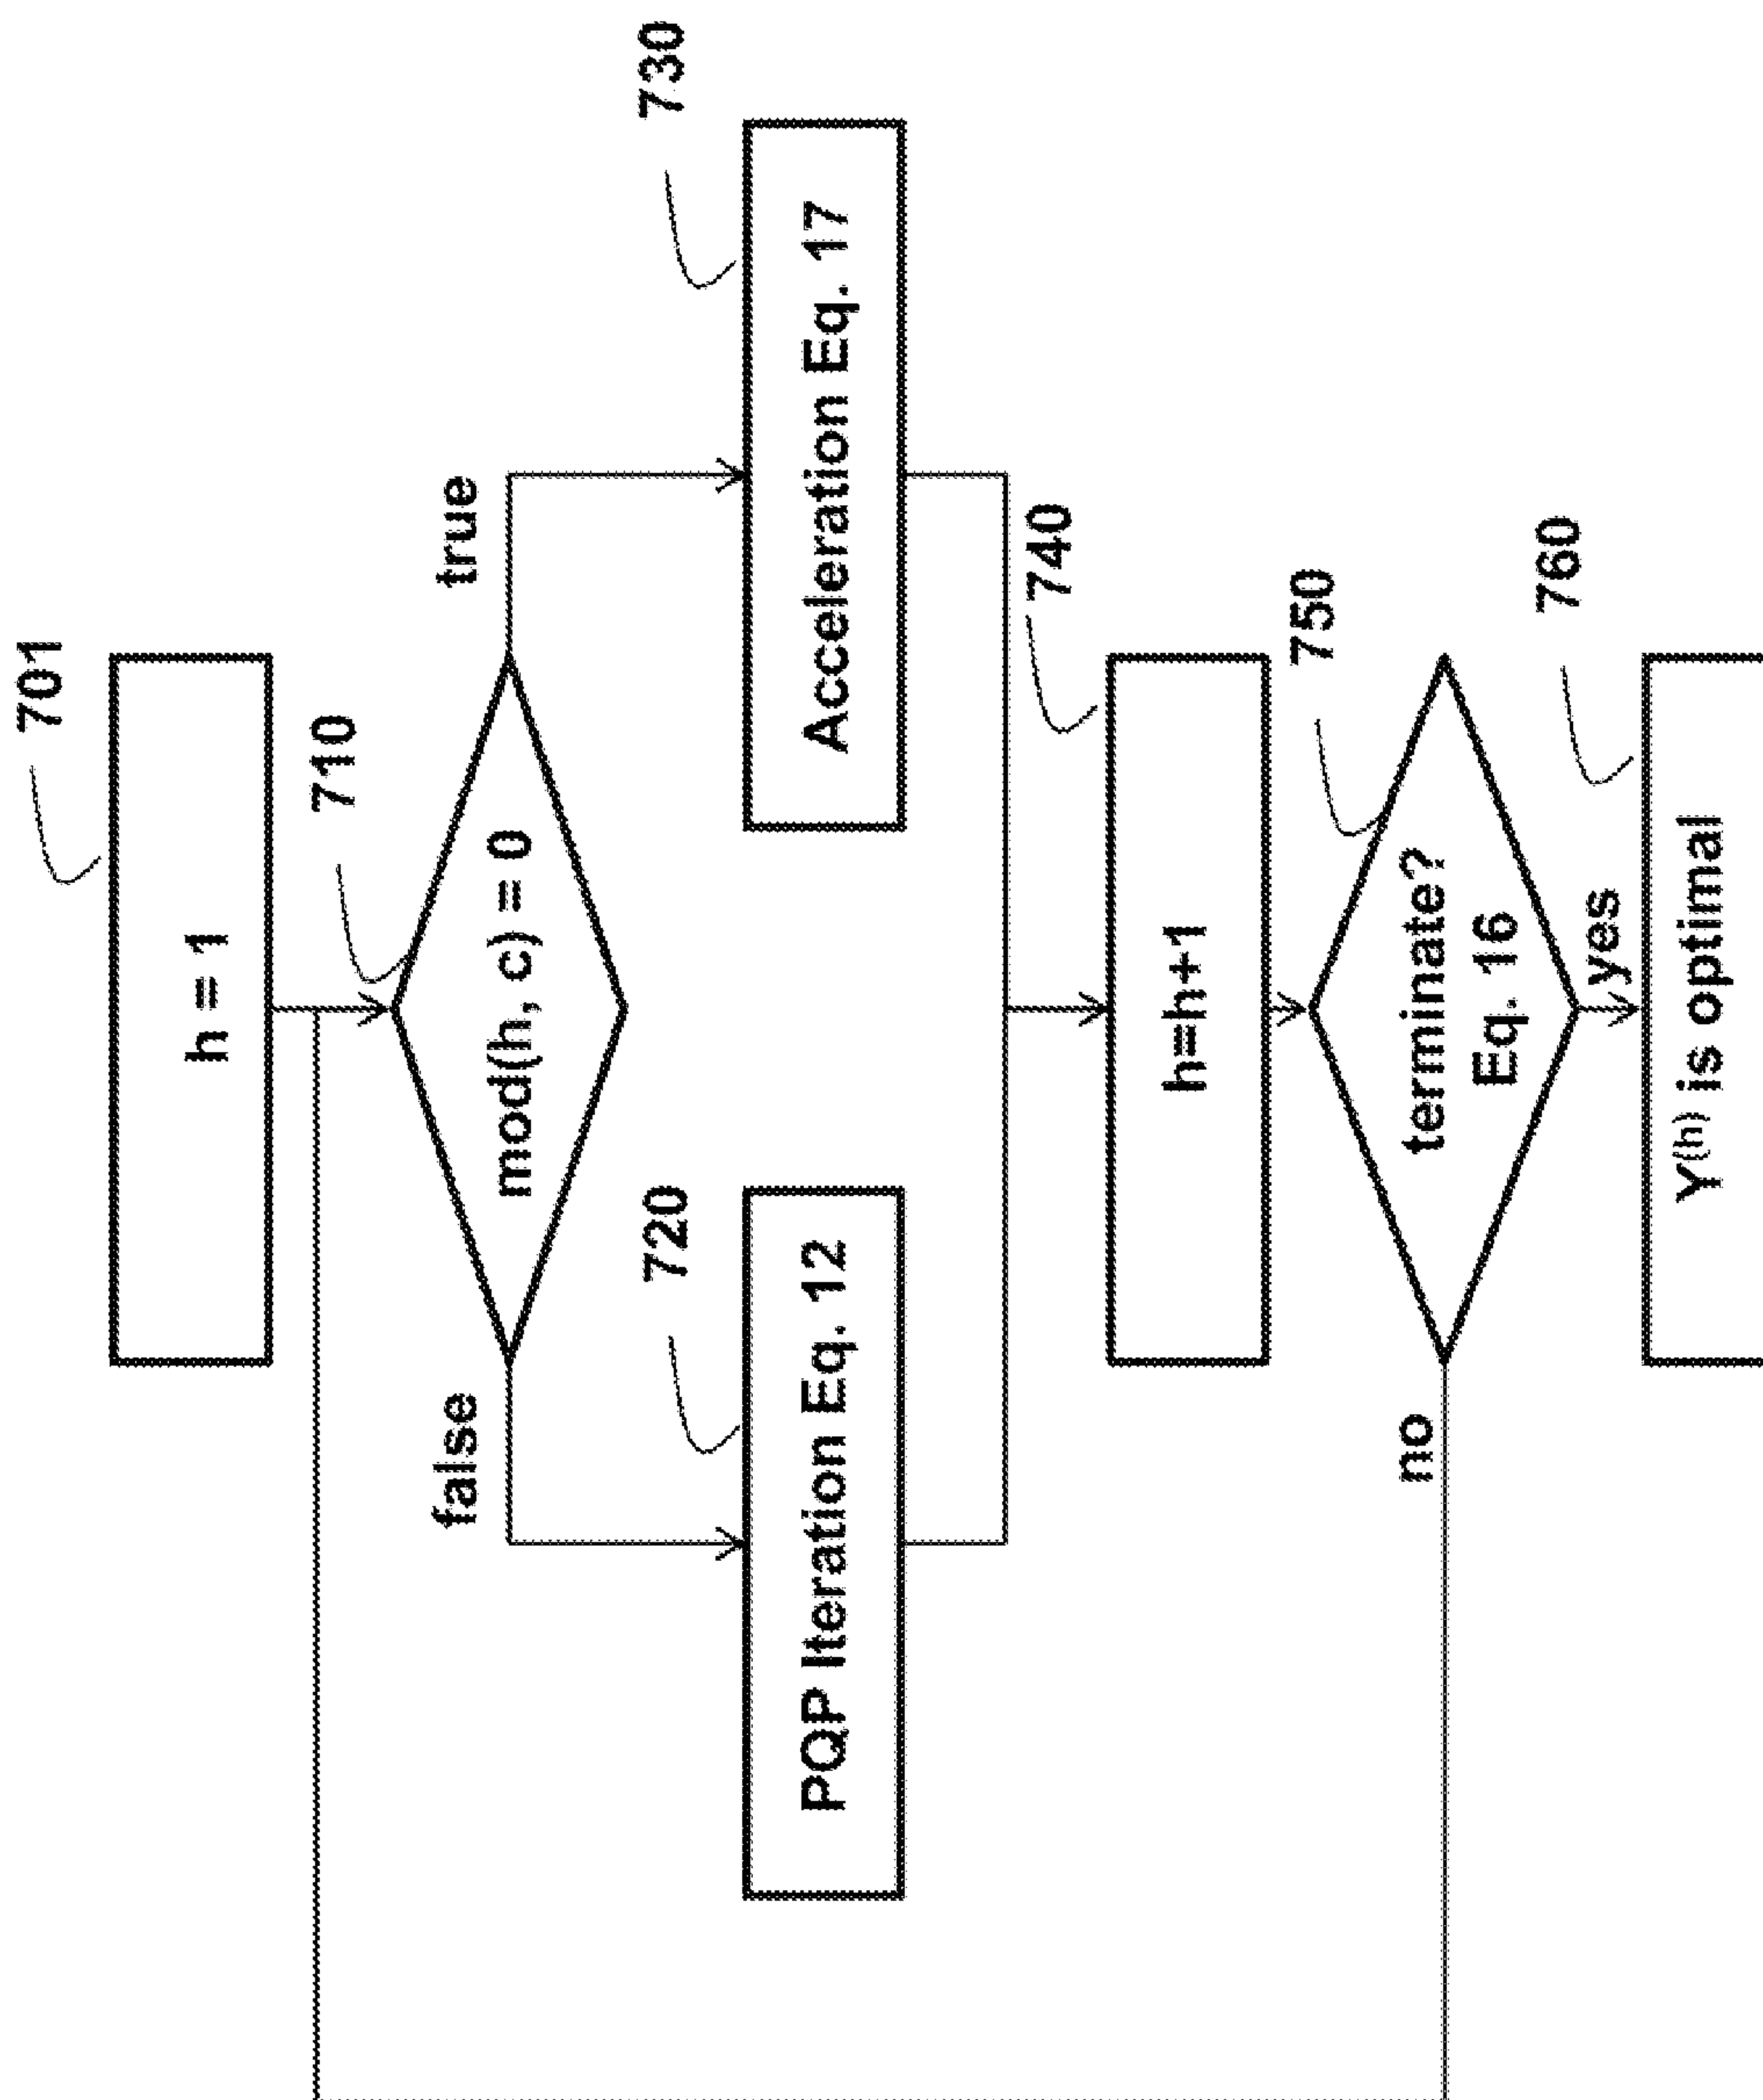 701
h = 1
710
mod(h, c) = 0
false
true
720
730
PQP Iteration Eq. 12
Acceleration Eq. 17
740
h=h+1
750
terminate?
Eq. 16
no
yes
760
Y(h) is optimal